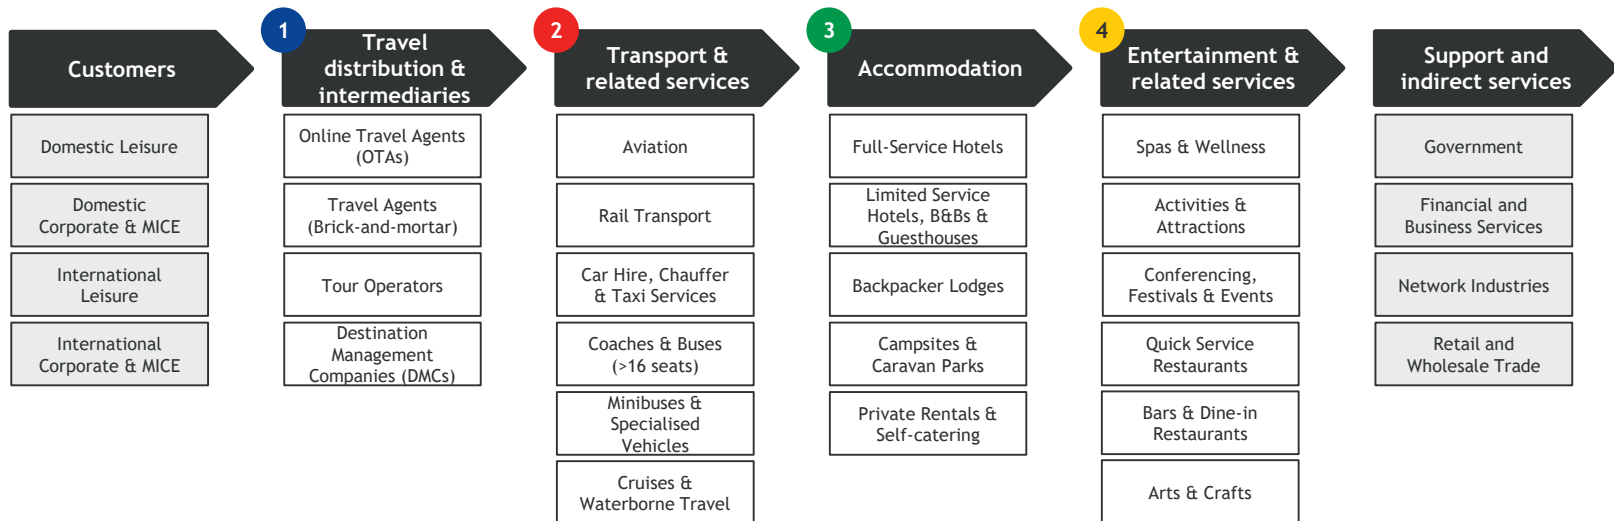 1
2
3
4
Customers
Travel
distribution &
intermediaries
Transport &
related services
Accommodation
Entertainment &
related services
Support and
indirect services
Domestic Leisure
Domestic
Corporate & MICE
International
Leisure
International
Corporate & MICE
Online Travel Agents
(OTAs)
Travel Agents
(Brick-and-mortar)
Tour Operators
Destination
Management
Companies (DMCs)
Aviation
Rail Transport
Car Hire, Chauffer
& Taxi Services
Coaches & Buses
(>16 seats)
Minibuses &
Specialised
Vehicles
Cruises &
Waterborne Travel
Full-Service Hotels
Limited Service
Hotels, B&Bs &
Guesthouses
Backpacker Lodges
Campsites &
Caravan Parks
Private Rentals &
Self-catering
Spas & Wellness
Activities &
Attractions
Conferencing,
Festivals & Events
Quick Service
Restaurants
Bars & Dine-in
Restaurants
Arts & Crafts
Government
Financial and
Business Services
Network Industries
Retail and
Wholesale Trade